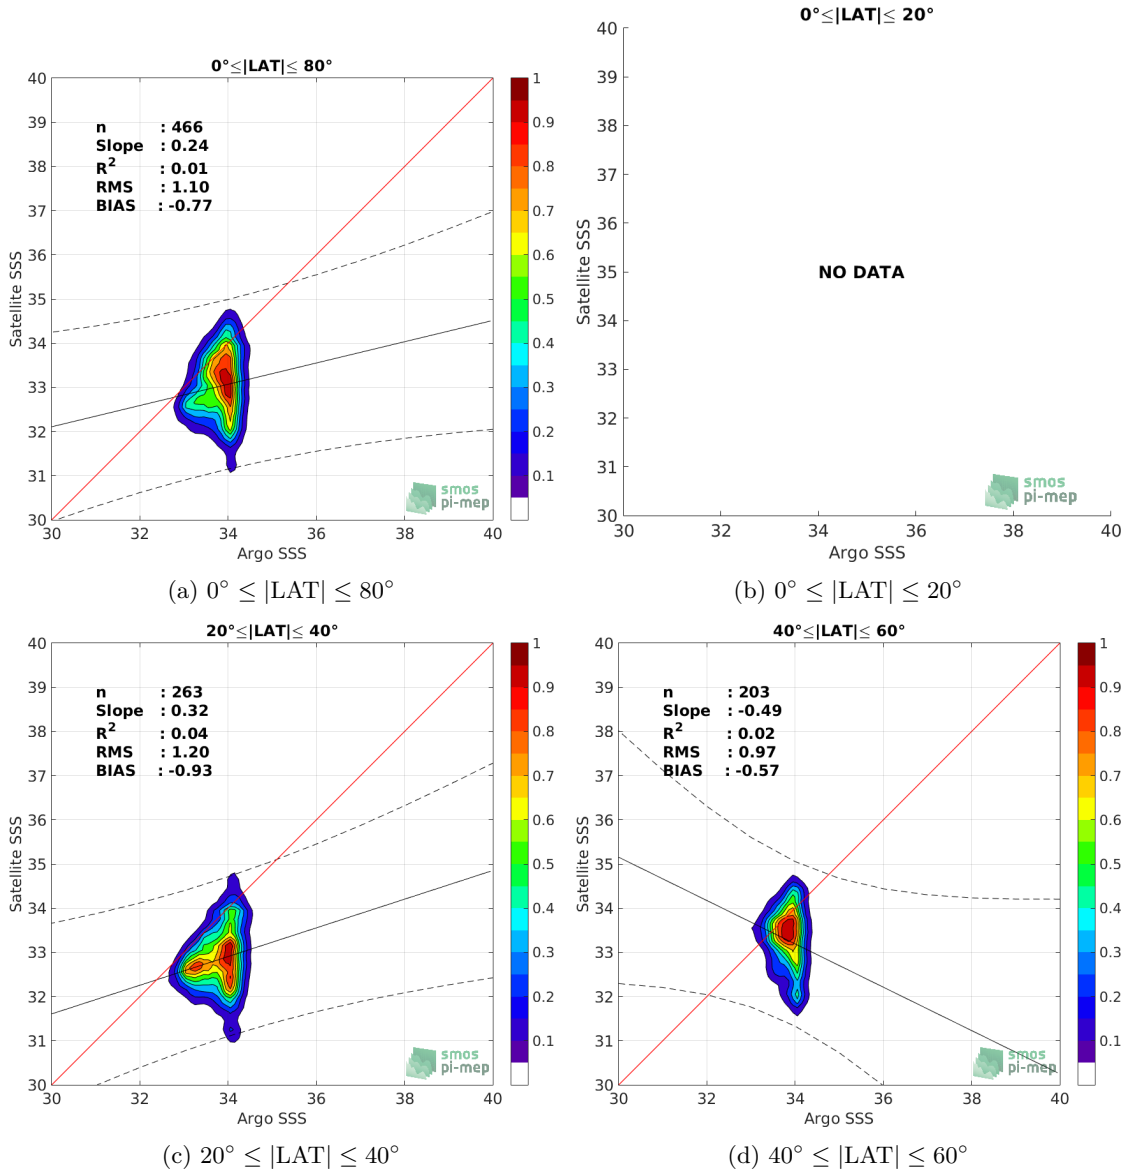 0°≤|LAT|≤ 80°
40
39
38
37
36
35
34
33
32
31
30
Satellite SSS
n : 466
Slope : 0.24
R² : 0.01
RMS : 1.10
BIAS : -0.77
smos
pi-mep
30 32 34 36 38 40
Argo SSS
1
0.9
0.8
0.7
0.6
0.5
0.4
0.3
0.2
0.1
(a) 0° ≤ |LAT| ≤ 80°
0°≤|LAT|≤ 20°
40
39
38
37
36
35
34
33
32
31
30
Satellite SSS
NO DATA
smos
pi-mep
30 32 34 36 38 40
Argo SSS
(b) 0° ≤ |LAT| ≤ 20°
20°≤|LAT|≤ 40°
40
39
38
37
36
35
34
33
32
31
30
Satellite SSS
n : 263
Slope : 0.32
R² : 0.04
RMS : 1.20
BIAS : -0.93
smos
pi-mep
30 32 34 36 38 40
Argo SSS
1
0.9
0.8
0.7
0.6
0.5
0.4
0.3
0.2
0.1
(c) 20° ≤ |LAT| ≤ 40°
40°≤|LAT|≤ 60°
40
39
38
37
36
35
34
33
32
31
30
Satellite SSS
n : 203
Slope : -0.49
R² : 0.02
RMS : 0.97
BIAS : -0.57
smos
pi-mep
30 32 34 36 38 40
Argo SSS
1
0.9
0.8
0.7
0.6
0.5
0.4
0.3
0.2
0.1
(d) 40° ≤ |LAT| ≤ 60°